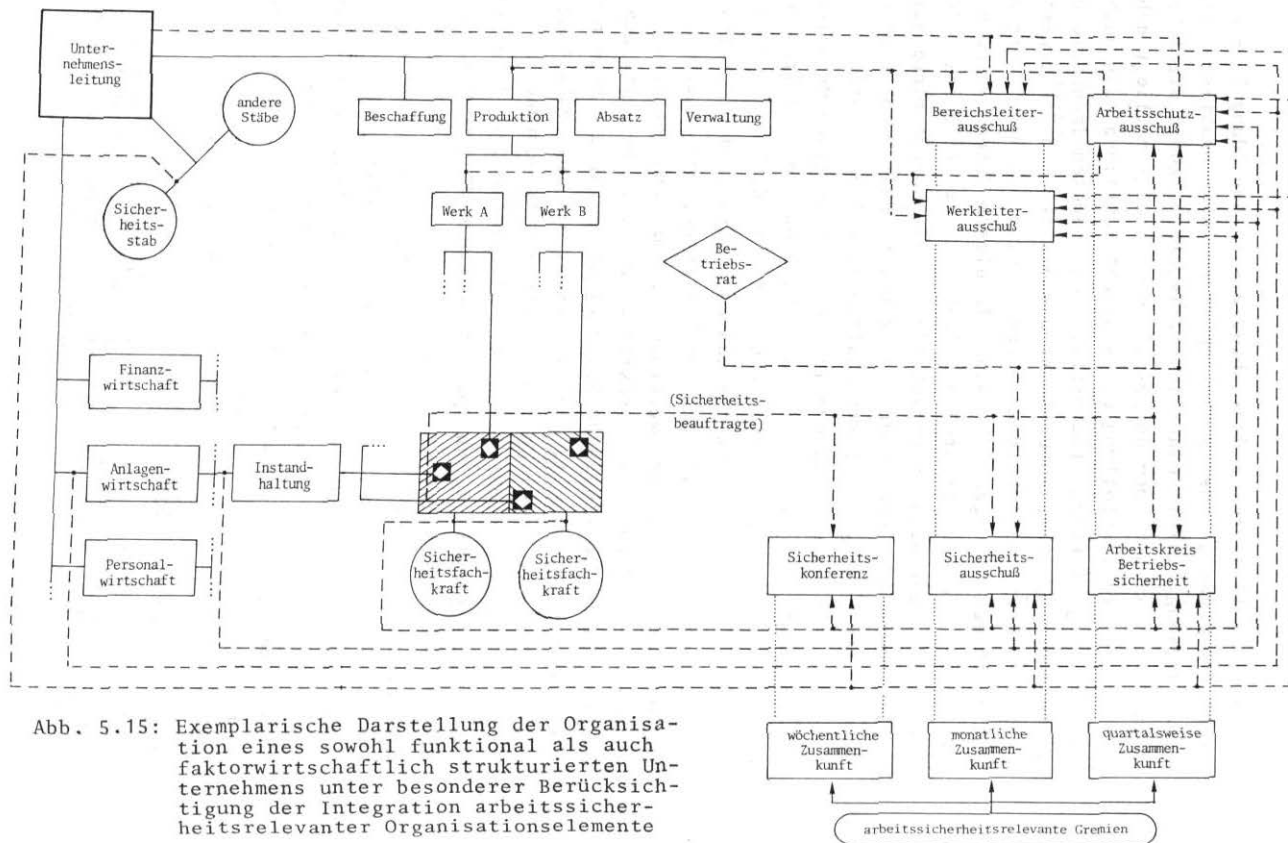 Unter-
nehmens-
leitung
andere
Stäbe
Sicher-
heits-
stab
Beschaffung
Produktion
Absatz
Verwaltung
Bereichsleiter-
ausschuß
Arbeitsschutz-
ausschuß
Werk A
Werk B
Werkleiter-
ausschuß
Be-
triebs-
rat
Finanz-
wirtschaft
(Sicherheits-
beauftragte)
Anlagen-
wirtschaft
Instand-
haltung
Personal-
wirtschaft
Sicher-
heitsfach-
kraft
Sicher-
heitsfach-
kraft
Sicherheits-
konferenz
Sicherheits-
ausschuß
Arbeitskreis
Betriebs-
sicherheit
wöchentliche
Zusammen-
kunft
monatliche
Zusammen-
kunft
quartalsweise
Zusammen-
kunft
arbeitssicherheitsrelevante Gremien
Abb. 5.15: Exemplarische Darstellung der Organisa-
tion eines sowohl funktional als auch
faktorwirtschaftlich strukturierten Un-
ternehmens unter besonderer Berücksich-
tigung der Integration arbeitssicher-
heitsrelevanter Organisationselemente